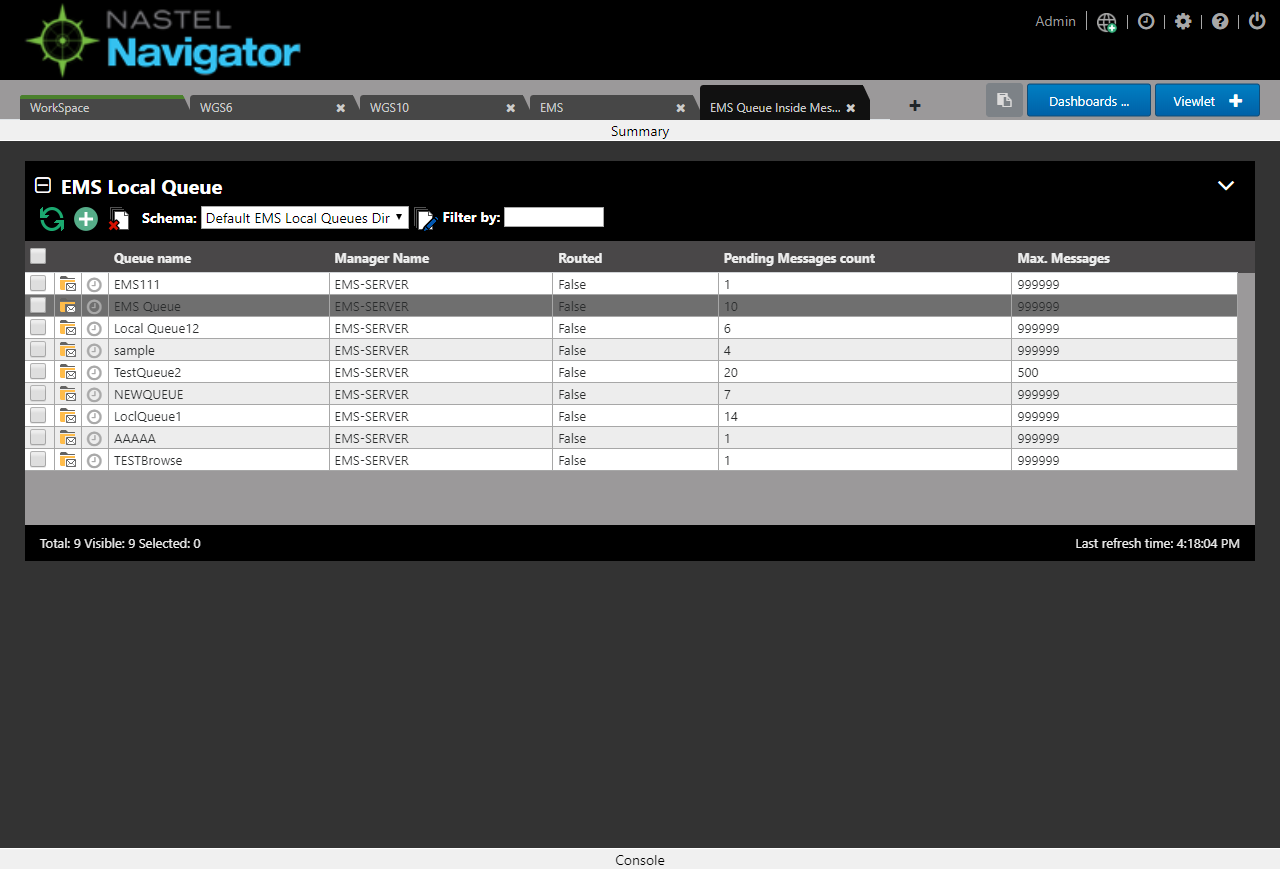 NASTEL
Navigator
Admin
WorkSpace WGS6 WGS10 EMS EMS Queue Inside Mes... Dashboards ... Viewlet
Summary
EMS Local Queue
Schema: Default EMS Local Queues Dir Filter by:
Queue name Manager Name Routed Pending Messages count Max. Messages
EMS111 EMS-SERVER False 1 999999
EMS Queue EMS-SERVER False 10 999999
Local Queue12 EMS-SERVER False 6 999999
sample EMS-SERVER False 4 999999
TestQueue2 EMS-SERVER False 20 500
NEWQUEUE EMS-SERVER False 7 999999
LoclQueue1 EMS-SERVER False 14 999999
AAAAA EMS-SERVER False 1 999999
TESTBrowse EMS-SERVER False 1 999999
Total: 9 Visible: 9 Selected: 0 Last refresh time: 4:18:04 PM
Console